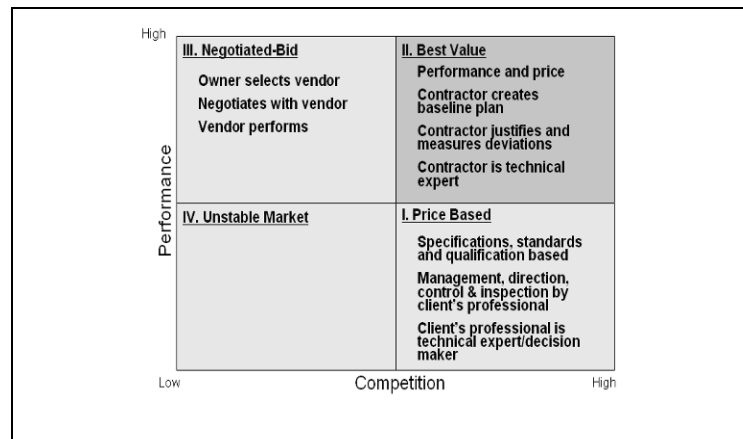 High
III. Negotiated-Bid
Owner selects vendor
Negotiates with vendor
Vendor performs
II. Best Value
Performance and price
Contractor creates
baseline plan
Contractor justifies and
measures deviations
Contractor is technical
expert
Performance
IV. Unstable Market
I. Price Based
Specifications, standards
and qualification based
Management, direction,
control & inspection by
client's professional
Client's professional is
technical expert/decision
maker
Low
Competition
High